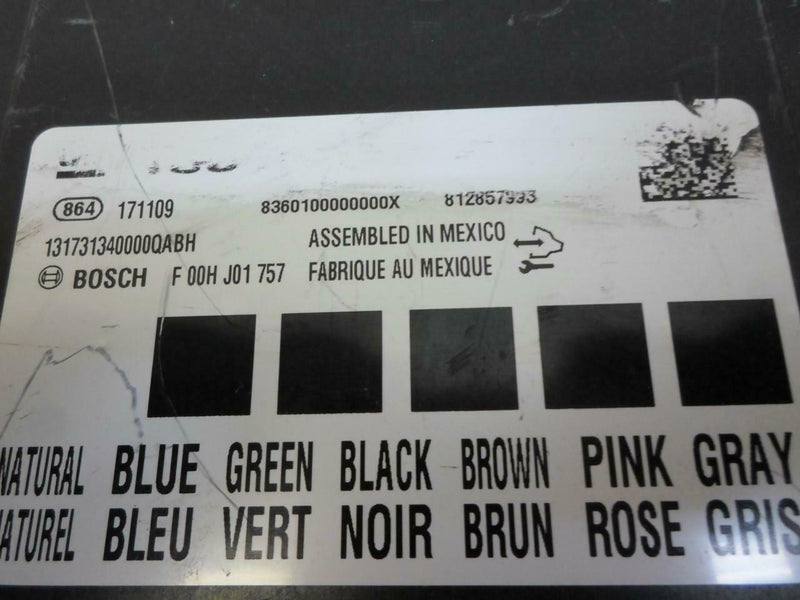 864 171109 8360100000000X 812857993
131731340000QABH ASSEMBLED IN MEXICO
BOSCH F 00H J01 757 FABRIQUE AU MEXIQUE
NATURAL BLUE GREEN BLACK BROWN PINK GRAY
NATUREL BLEU VERT NOIR BRUN ROSE GRIS